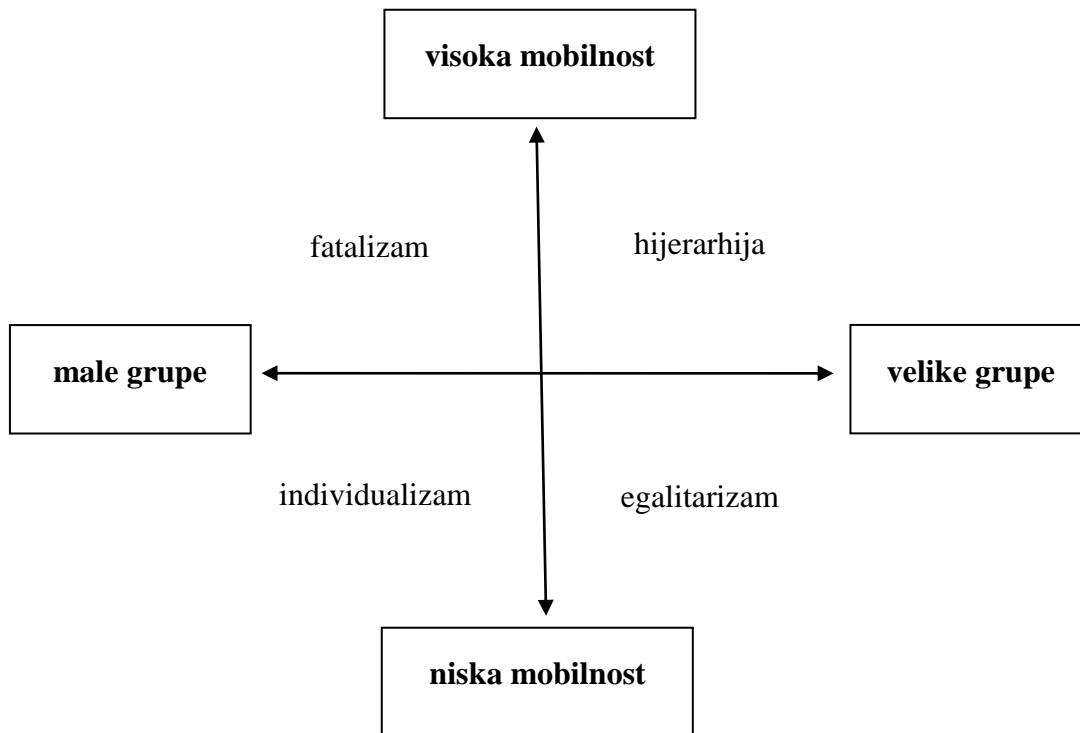 visoka mobilnost
fatalizam
hijerarhija
male grupe
velike grupe
individualizam
egalitarizam
niska mobilnost